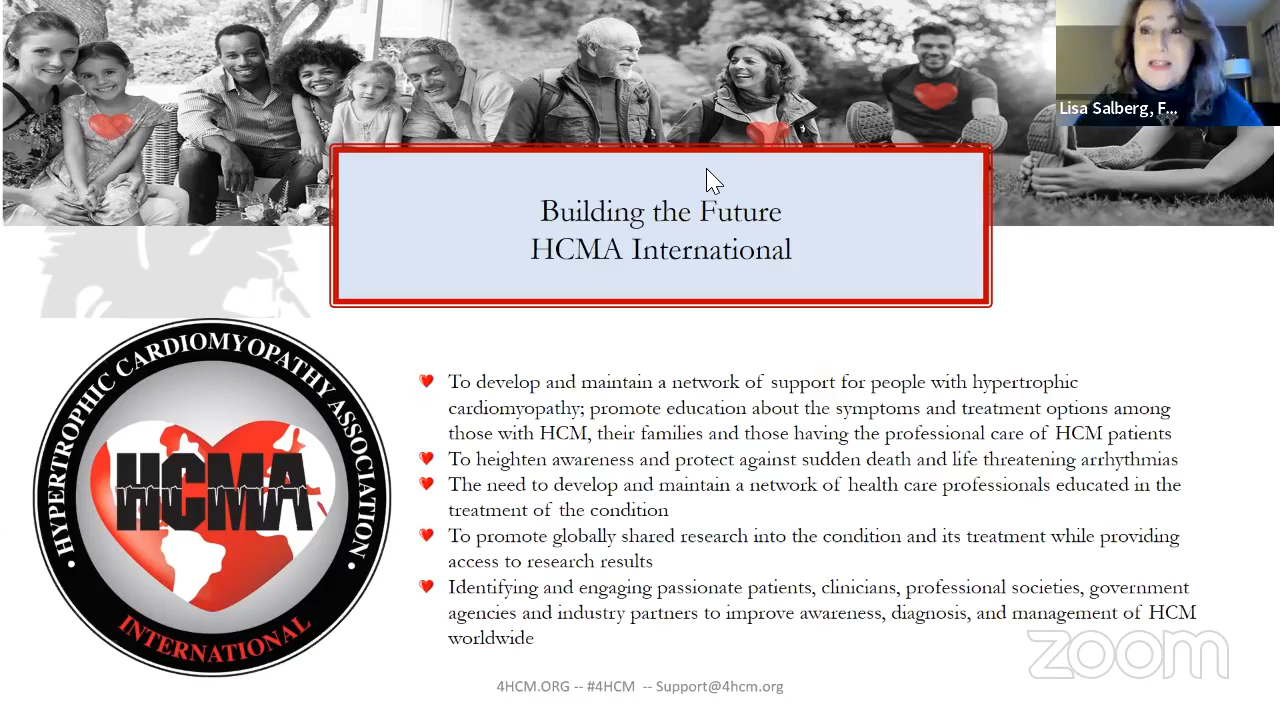 Lisa Salberg, F...
Building the Future
HCMA International
HYPERTROPHIC CARDIOMYOPATHY ASSOCIATION
HCMA
INTERNATIONAL
To develop and maintain a network of support for people with hypertrophic
cardiomyopathy; promote education about the symptoms and treatment options among
those with HCM, their families and those having the professional care of HCM patients
To heighten awareness and protect against sudden death and life threatening arrhythmias
The need to develop and maintain a network of health care professionals educated in the
treatment of the condition
To promote globally shared research into the condition and its treatment while providing
access to research results
Identifying and engaging passionate patients, clinicians, professional societies, government
agencies and industry partners to improve awareness, diagnosis, and management of HCM
worldwide
zoom
4HCM.ORG -- #4HCM -- Support@4hcm.org